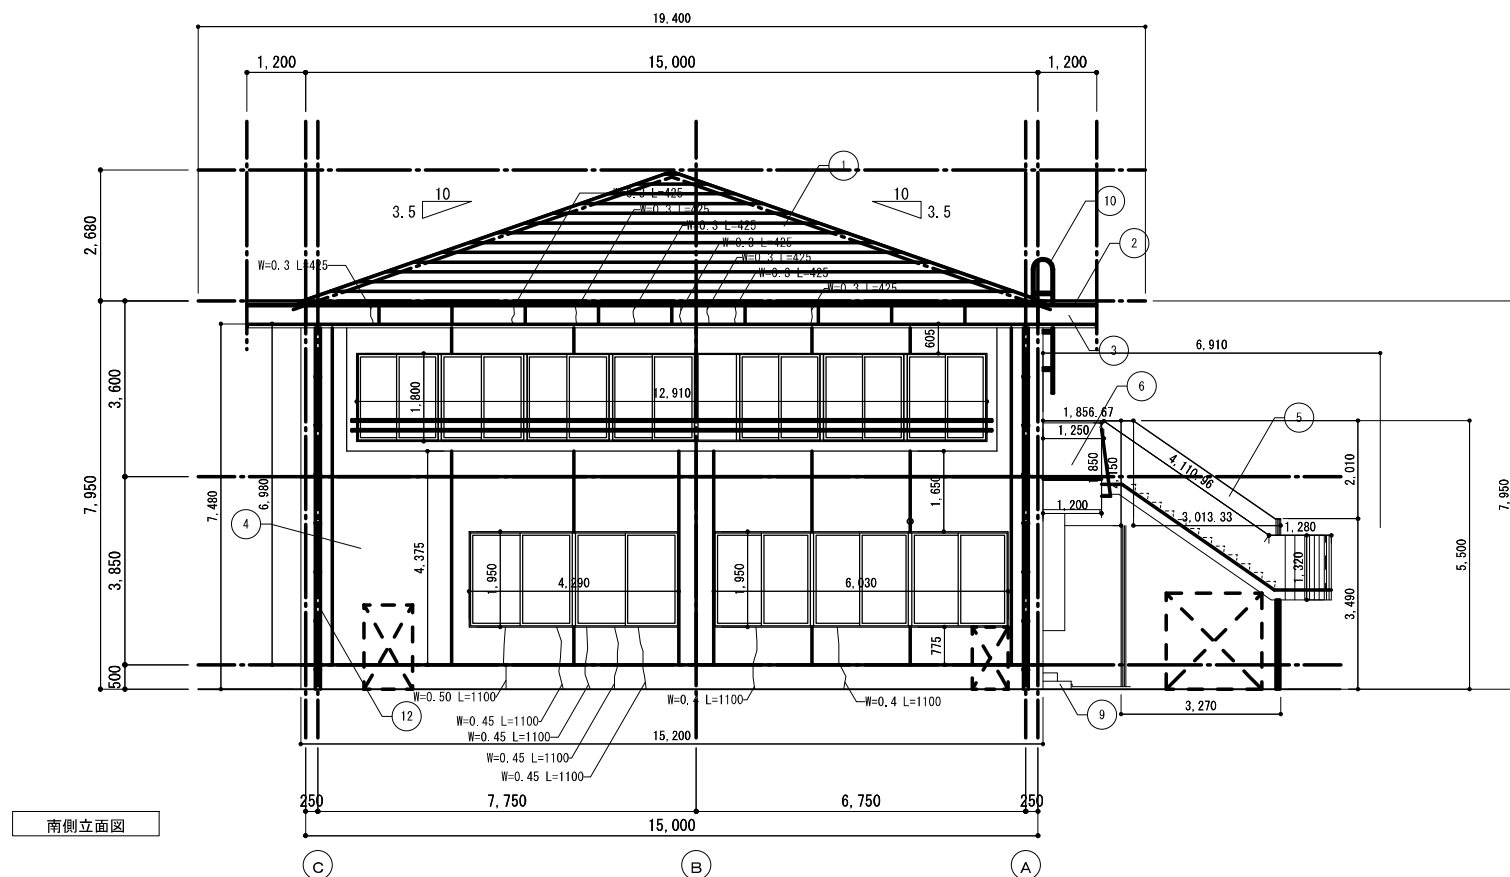 19,400
1,200
15,000
1,200
1
10
3.5
10
3.5
10
2
W=0.3 L=425
W=0.3 L=425
W=0.3 L=425
W=0.3 L=425
W=0.3 L=425
W=0.3 L=425
W=0.3 L=425
W=0.3 L=425
2,680
3
6,910
605
3,600
1,800
12,910
6
1,856.67
1,250
5
7,950
7,480
6,980
4
1,650
850
2,150
4,110.96
2,010
7,950
1,200
3,013.33
1,280
5,500
3,850
4,375
1,950
4,290
1,950
6,030
1,320
3,490
775
500
W=0.50 L=1100
W=0.4 L=1100
W=0.4 L=1100
12
9
3,270
W=0.45 L=1100
W=0.45 L=1100
15,200
W=0.45 L=1100
W=0.45 L=1100
250
7,750
6,750
250
南側立面図
15,000
C
B
A